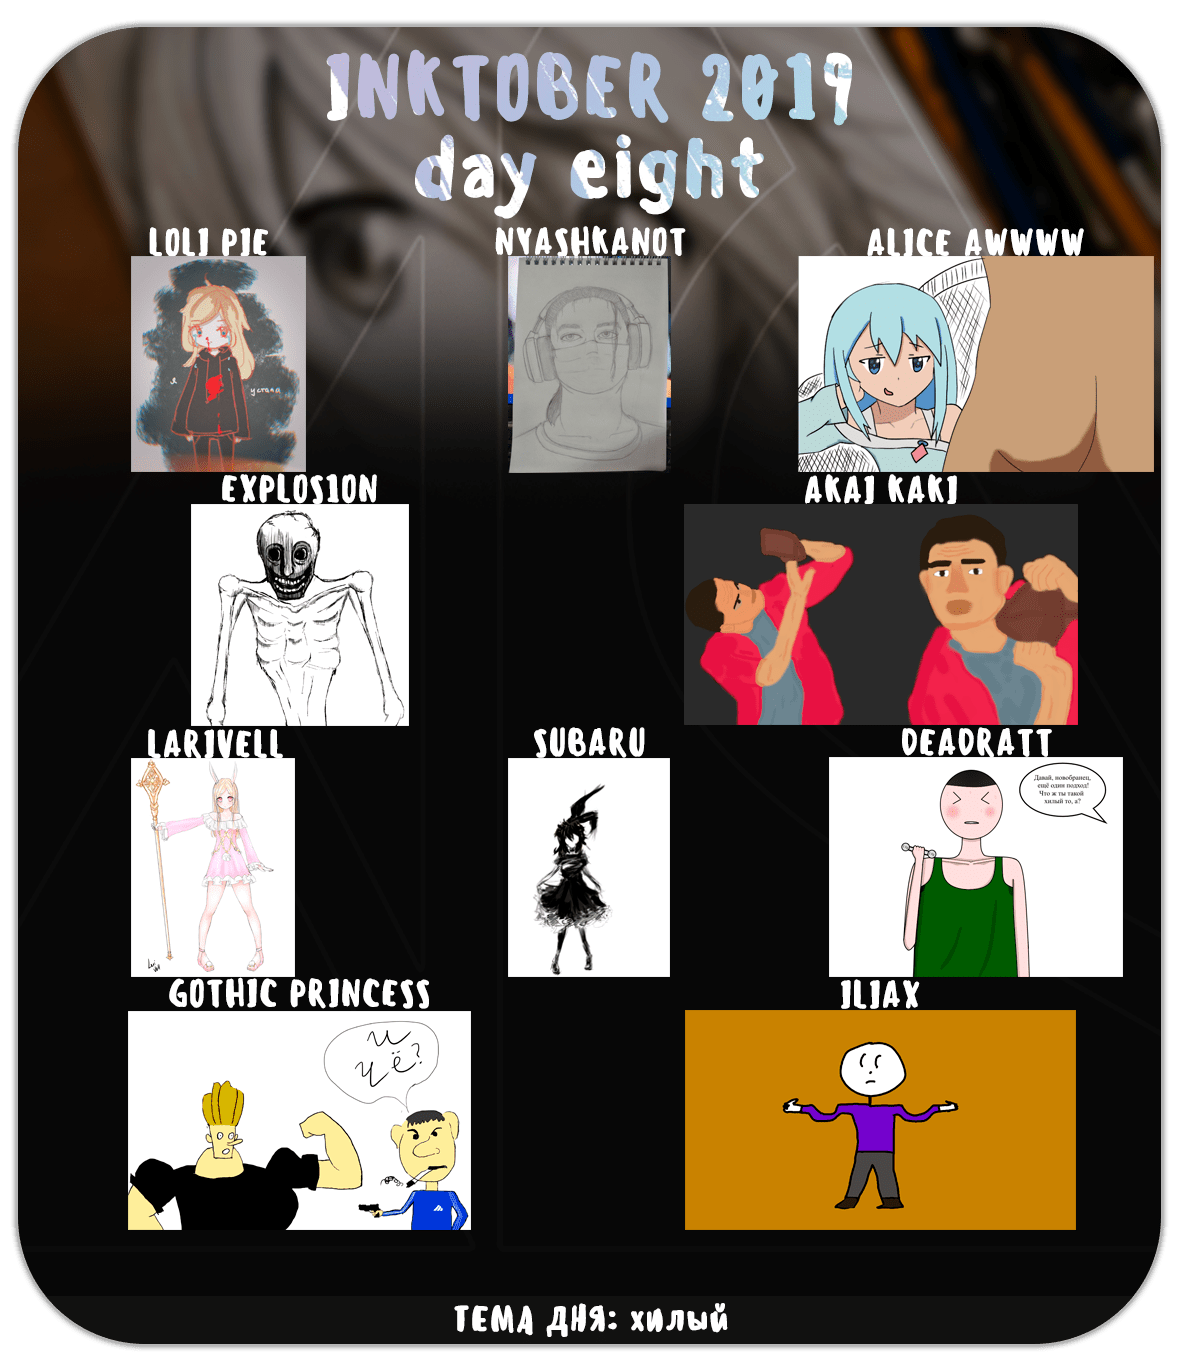 INKTOBER 2019
day eight
LOLI PIE
NYASHKANOT
ALICE AWWWW
я
устала
EXPLOSION
AKAI KAKI
LARIVELL
SUBARU
DEADRATT
Давай, новобранец,
ещё один подход!
Что ж ты такой
хилый то, а?
GOTHIC PRINCESS
И
чё?
ILIAX
ТЕМА ДНЯ: хилый